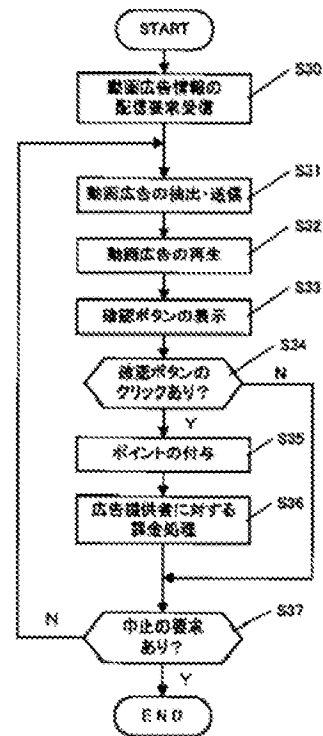 START
動画広告情報の
配信要求受信
S30
動画広告の抽出・送信
S31
動画広告の再生
S32
確認ボタンの表示
S33
確認ボタンの
クリックあり?
S34
N
Y
ポイントの付与
S35
広告提供者に対する
課金処理
S36
N
中止の要求
あり?
S37
Y
END